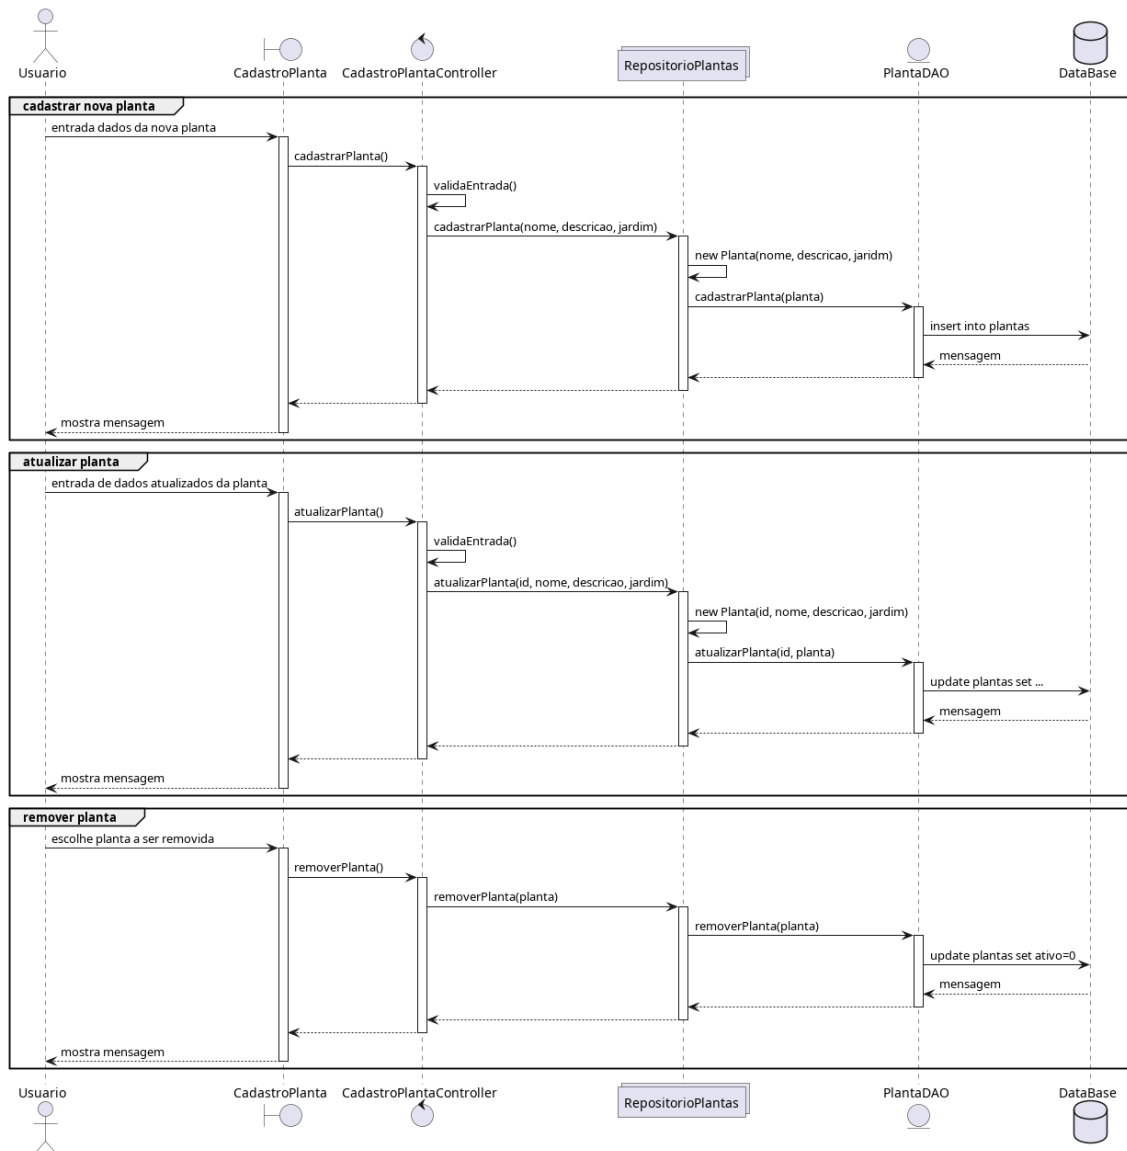 Usuario
CadastroPlanta
CadastroPlantaController
RepositorioPlantas
PlantaDAO
DataBase
cadastrar nova planta
entrada dados da nova planta
cadastrarPlanta()
validaEntrada()
cadastrarPlanta(nome, descricao, jardim)
new Planta(nome, descricao, jaridm)
cadastrarPlanta(planta)
insert into plantas
mensagem
mostra mensagem
atualizar planta
entrada de dados atualizados da planta
atualizarPlanta()
validaEntrada()
atualizarPlanta(id, nome, descricao, jardim)
new Planta(id, nome, descricao, jardim)
atualizarPlanta(id, planta)
update plantas set ...
mensagem
mostra mensagem
remover planta
escolhe planta a ser removida
removerPlanta()
removerPlanta(planta)
removerPlanta(planta)
update plantas set ativo=0
mensagem
mostra mensagem
Usuario
CadastroPlanta
CadastroPlantaController
RepositorioPlantas
PlantaDAO
DataBase